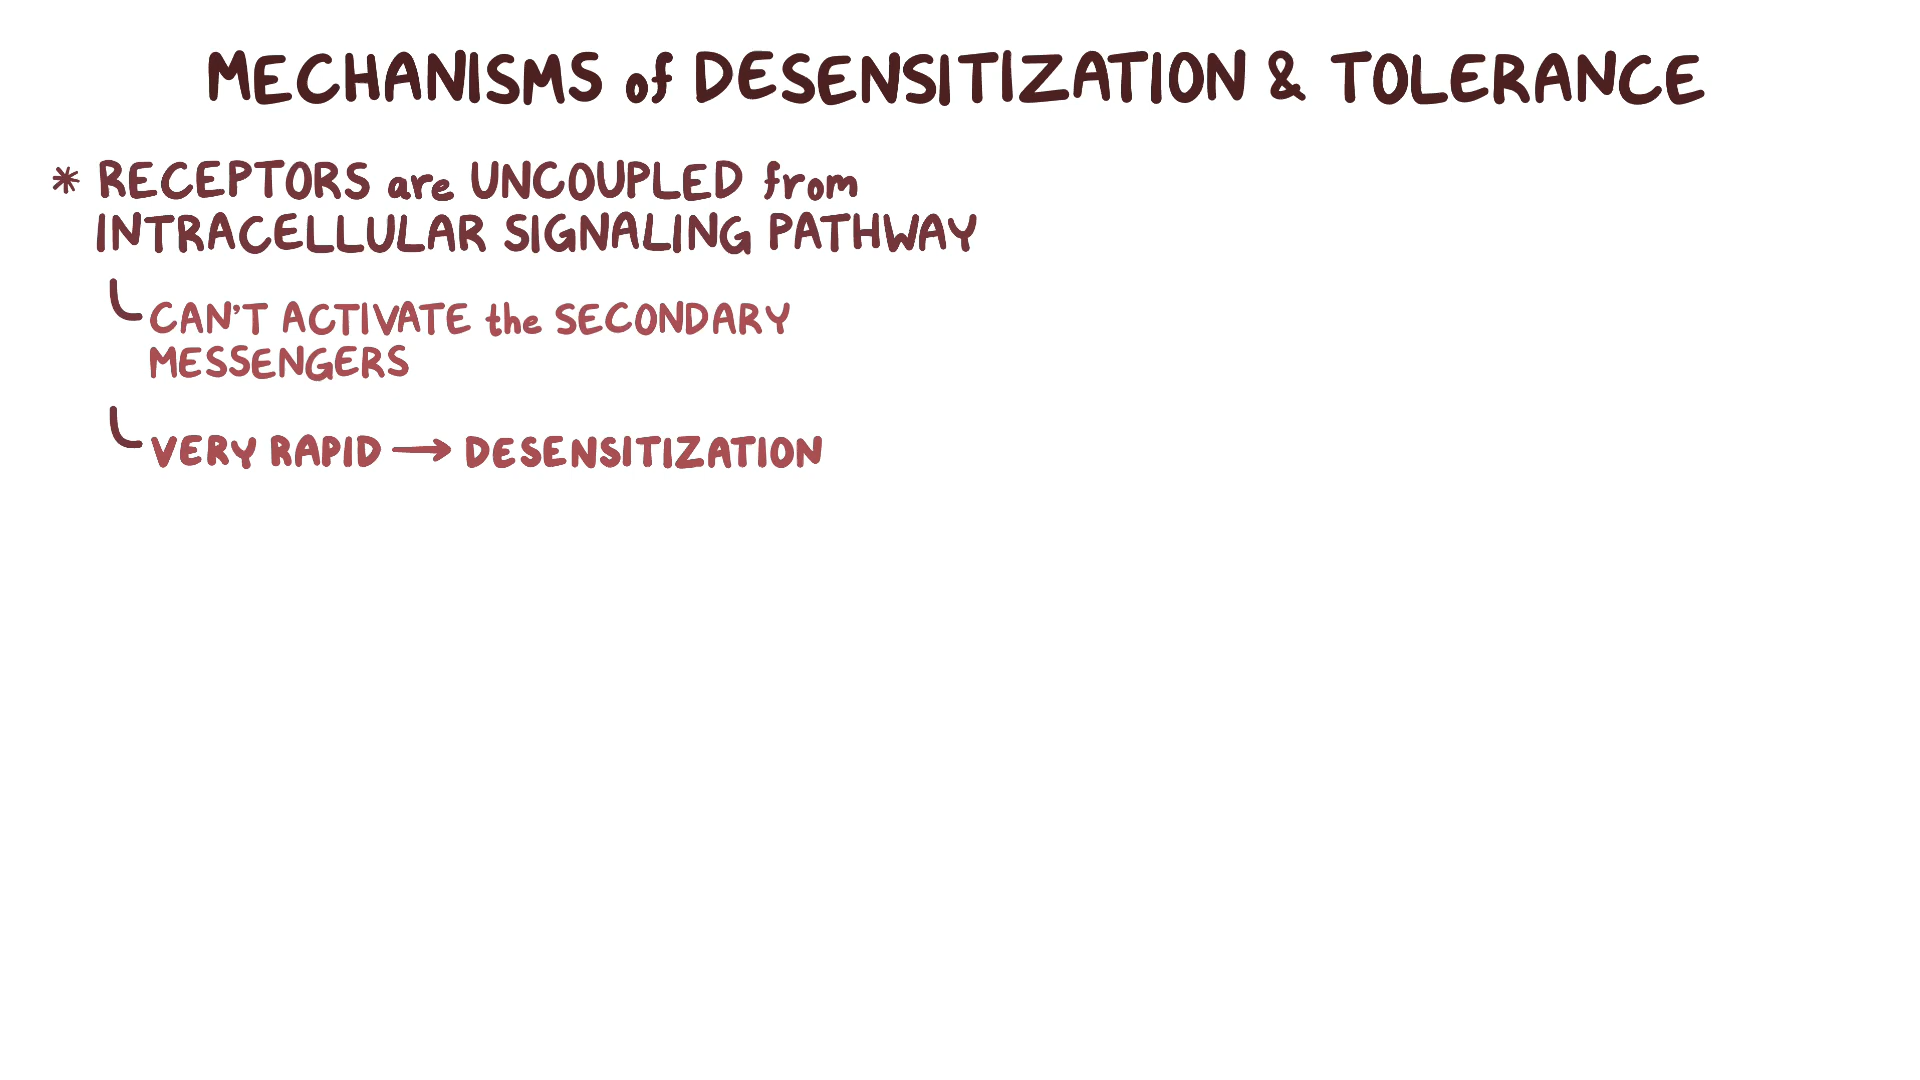 MECHANISMS of DESENSITIZATION & TOLERANCE
* RECEPTORS are UNCOUPLED from
INTRACELLULAR SIGNALING PATHWAY
CAN'T ACTIVATE the SECONDARY
MESSENGERS
VERY RAPID → DESENSITIZATION